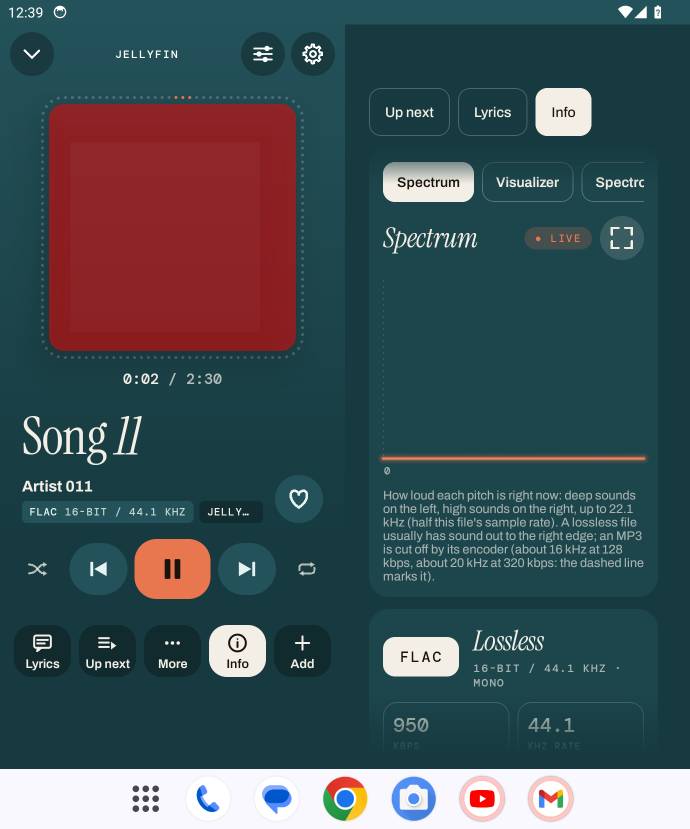 12:39
JELLYFIN
0:02 / 2:30
Song 11
Artist 011
FLAC 16-BIT / 44.1 KHZ
JELLY…
Lyrics
Up next
More
Info
Add
Up next
Lyrics
Info
Spectrum
Visualizer
Spectrc
Spectrum
LIVE
0
How loud each pitch is right now: deep sounds
on the left, high sounds on the right, up to 22.1
kHz (half this file's sample rate). A lossless file
usually has sound out to the right edge; an MP3
is cut off by its encoder (about 16 kHz at 128
kbps, about 20 kHz at 320 kbps: the dashed line
marks it).
FLAC
Lossless
16-BIT / 44.1 KHZ ·
MONO
950
KBPS
44.1
KHZ RATE